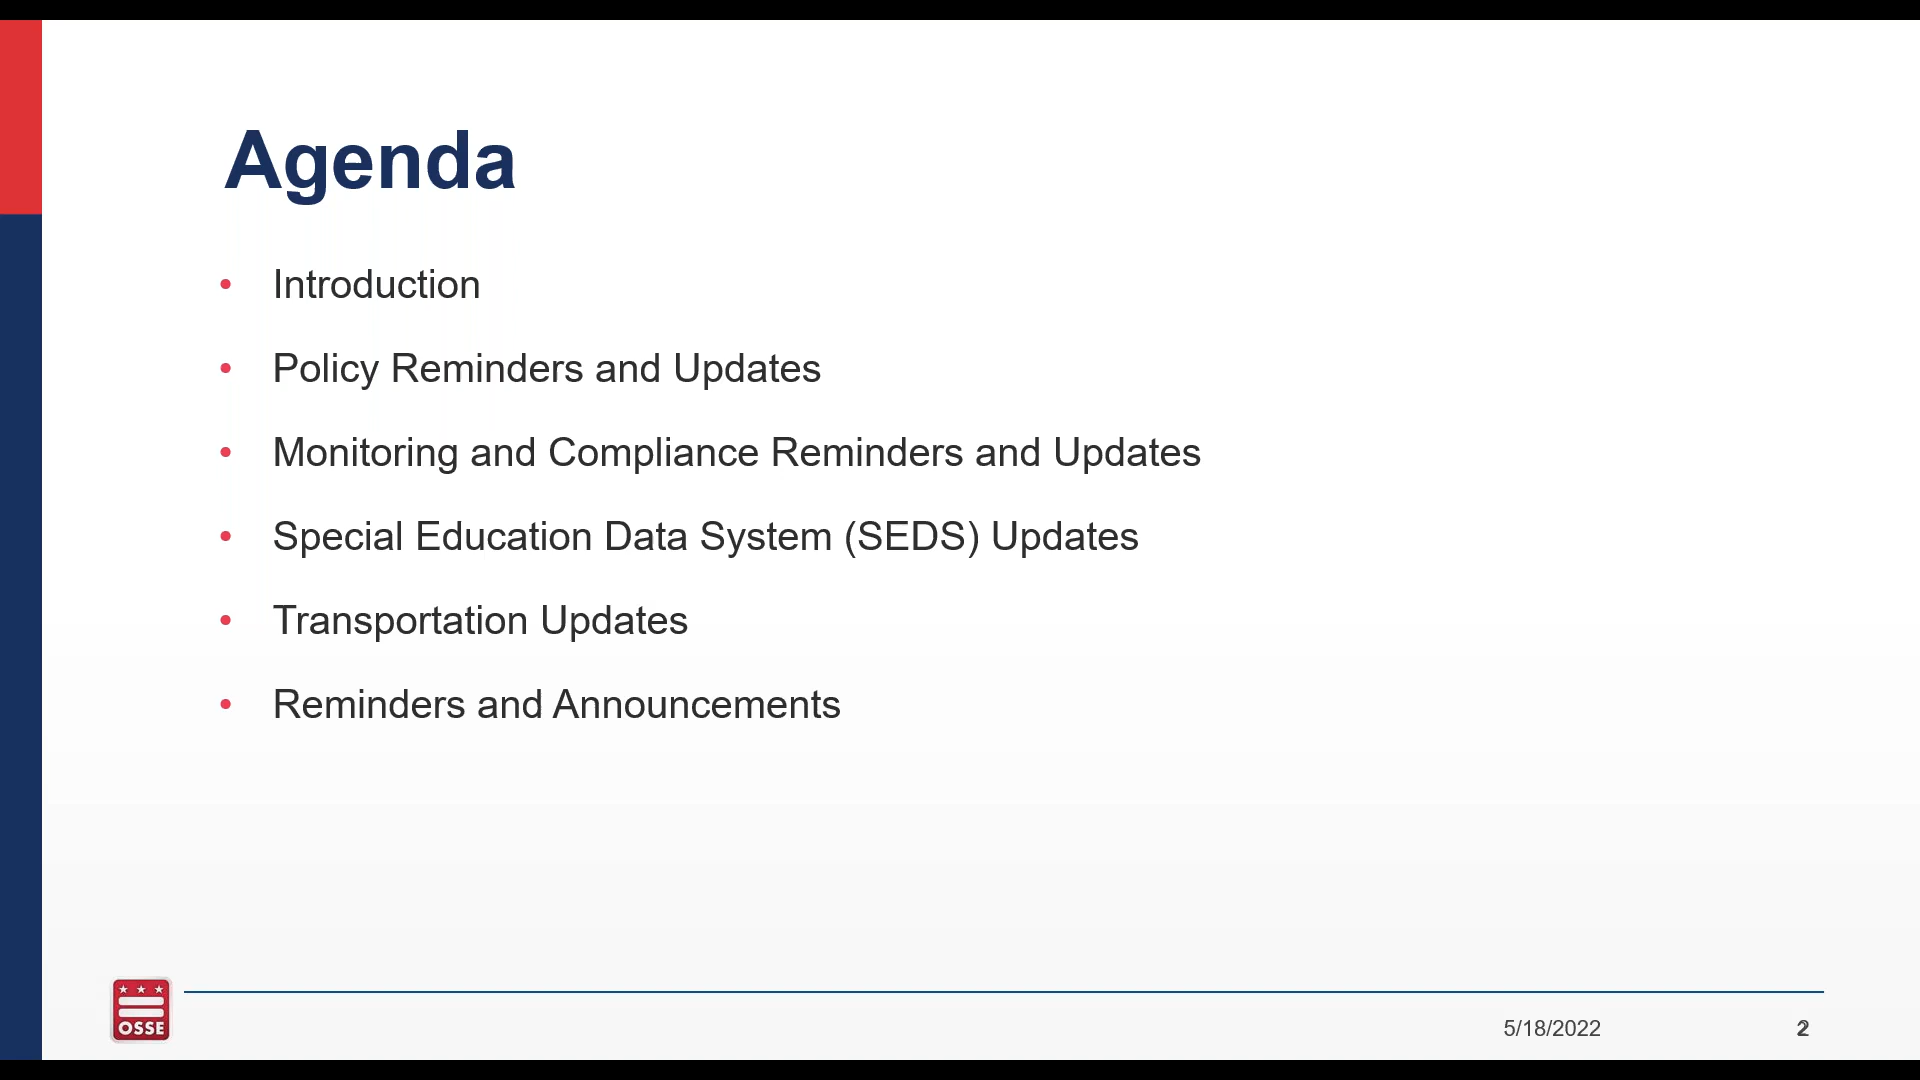 Agenda
• Introduction
• Policy Reminders and Updates
• Monitoring and Compliance Reminders and Updates
• Special Education Data System (SEDS) Updates
• Transportation Updates
• Reminders and Announcements
OSSE
5/18/2022
2